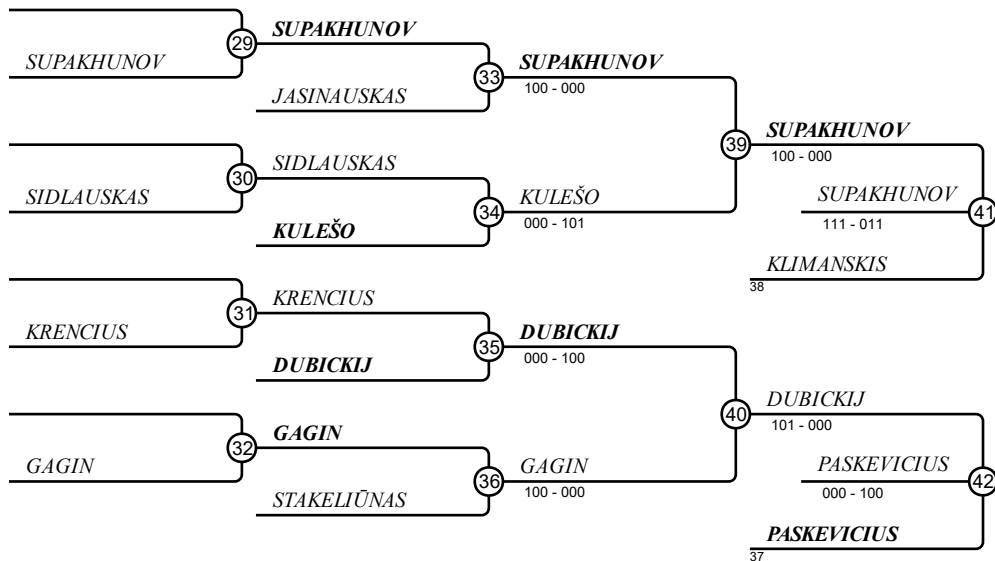 SUPAKHUNOV
29
SUPAKHUNOV
JASINAUSKAS
33
SUPAKHUNOV
100 - 000
SIDLAUSKAS
30
SIDLAUSKAS
KULEŠO
34
KULEŠO
000 - 101
39
SUPAKHUNOV
100 - 000
SUPAKHUNOV
111 - 011
41
KLIMANSKIS
38
KRENCIUS
31
KRENCIUS
DUBICKIJ
35
DUBICKIJ
000 - 100
GAGIN
32
GAGIN
STAKELIŪNAS
36
GAGIN
100 - 000
40
DUBICKIJ
101 - 000
PASKEVICIUS
000 - 100
42
PASKEVICIUS
37